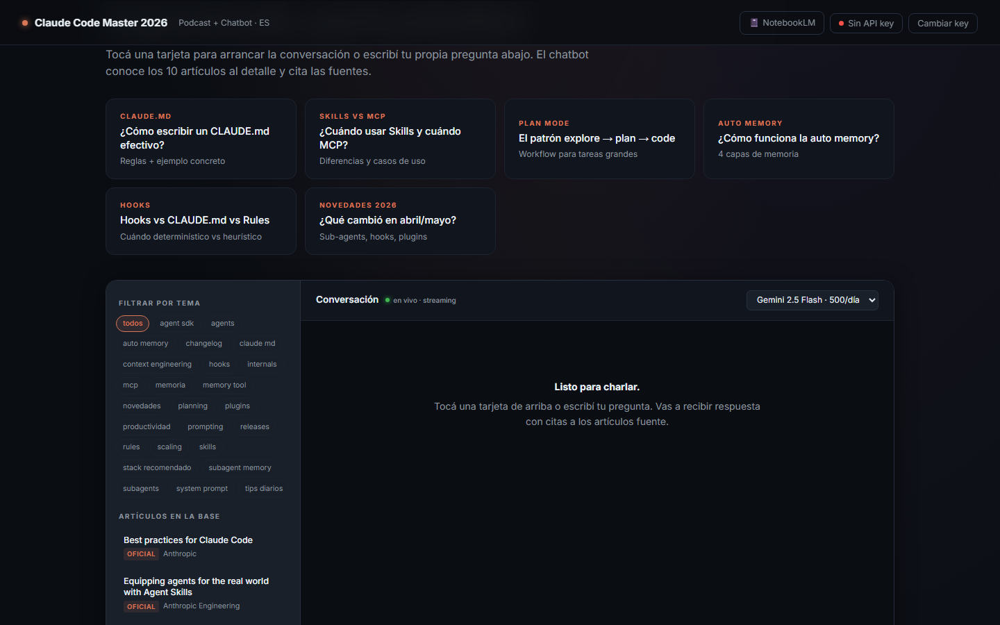 Claude Code Master 2026
Podcast + Chatbot · ES
NotebookLM
Sin API key
Cambiar key
Tocá una tarjeta para arrancar la conversación o escribí tu propia pregunta abajo. El chatbot
conoce los 10 artículos al detalle y cita las fuentes.
CLAUDE.MD
¿Cómo escribir un CLAUDE.md
efectivo?
Reglas + ejemplo concreto
SKILLS VS MCP
¿Cuándo usar Skills y cuándo
MCP?
Diferencias y casos de uso
PLAN MODE
El patrón explore → plan → code
Workflow para tareas grandes
AUTO MEMORY
¿Cómo funciona la auto memory?
4 capas de memoria
HOOKS
Hooks vs CLAUDE.md vs Rules
Cuándo determinístico vs heurístico
NOVEDADES 2026
¿Qué cambió en abril/mayo?
Sub-agents, hooks, plugins
FILTRAR POR TEMA
todos agent sdk agents
auto memory changelog claude md
context engineering hooks internals
mcp memoria memory tool
novedades planning plugins
productividad prompting releases
rules scaling skills
stack recomendado subagent memory
subagents system prompt tips diarios
ARTÍCULOS EN LA BASE
Best practices for Claude Code
OFICIAL Anthropic
Equipping agents for the real world
with Agent Skills
OFICIAL Anthropic Engineering
Conversación en vivo · streaming
Gemini 2.5 Flash · 500/día
Listo para charlar.
Tocá una tarjeta de arriba o escribí tu pregunta. Vas a recibir respuesta
con citas a los artículos fuente.